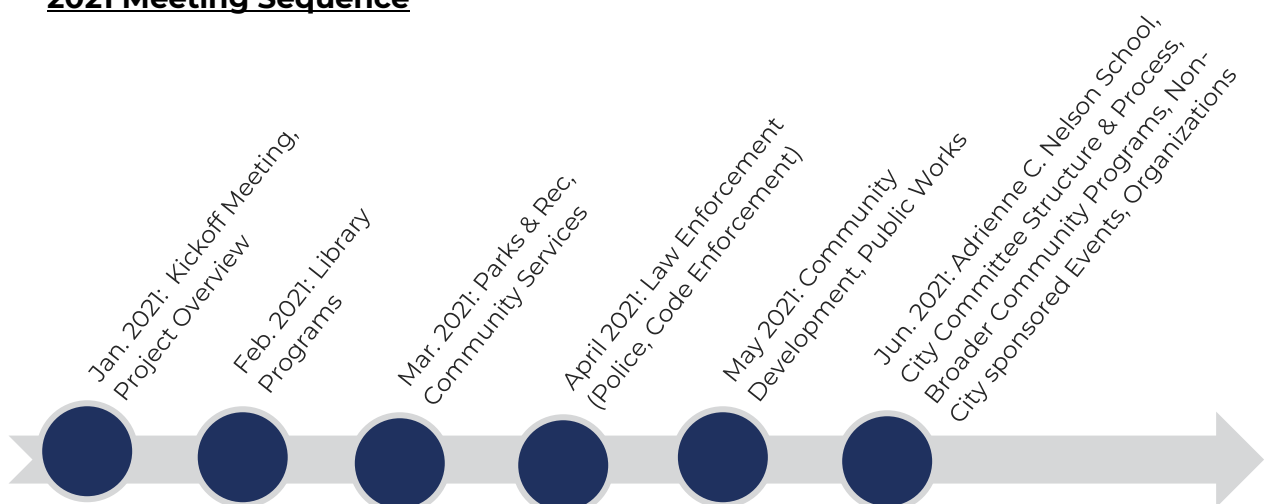 2021 Meeting Sequence
Jan. 2021: Kickoff Meeting,
Project Overview
Feb. 2021: Library
Programs
Mar. 2021: Parks & Rec,
Community Services
April 2021: Law Enforcement
(Police, Code Enforcement)
May 2021: Community
Development, Public Works
Jun. 2021: Adrienne C. Nelson School,
City Committee Structure & Process,
Broader Community Programs, Non-
City sponsored Events, Organizations